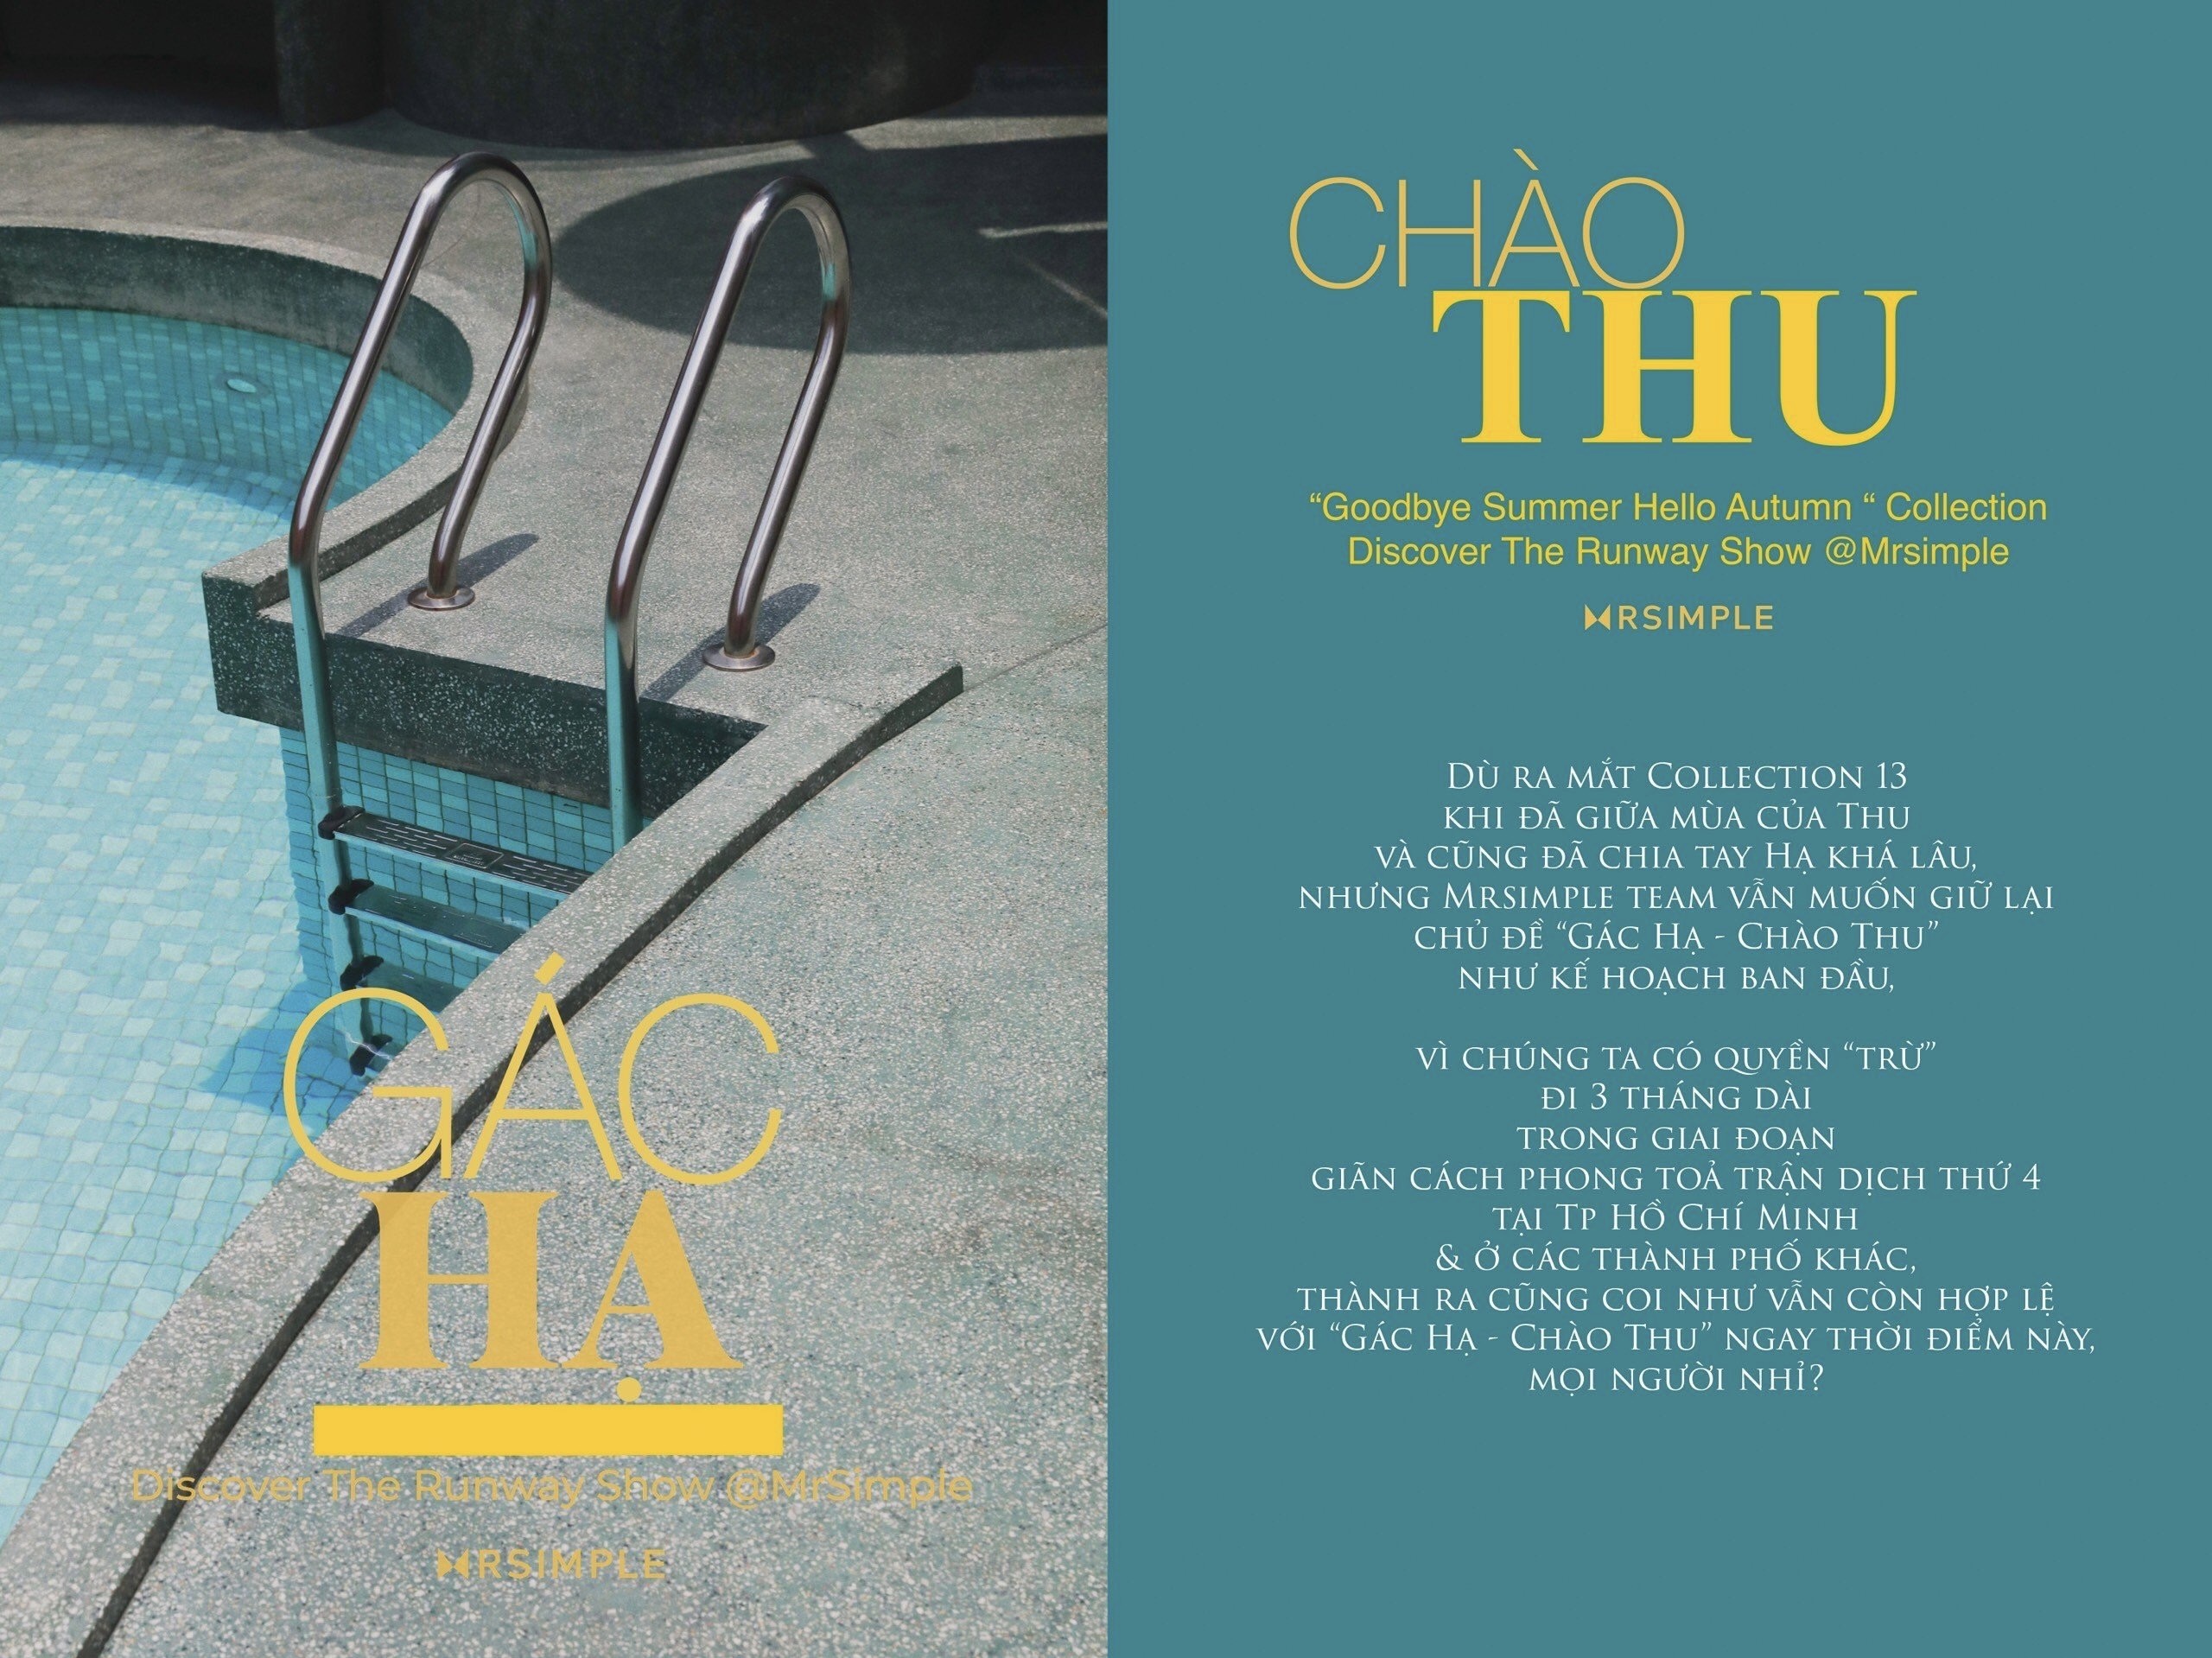 GÁC
HẠ
Discover The Runway Show @MrSimple
MRSIMPLE
CHÀO
THU
“Goodbye Summer Hello Autumn “ Collection
Discover The Runway Show @Mrsimple
MRSIMPLE
Dù ra mắt Collection 13
khi đã giữa mùa của Thu
và cũng đã chia tay Hạ khá lâu,
nhưng Mrsimple team vẫn muốn giữ lại
chủ đề “Gác Hạ - Chào Thu”
như kế hoạch ban đầu,
vì chúng ta có quyền “trừ”
đi 3 tháng dài
trong giai đoạn
giãn cách phong toả trận dịch thứ 4
tại Tp Hồ Chí Minh
& ở các thành phố khác,
thành ra cũng coi như vẫn còn hợp lệ
với “Gác Hạ - Chào Thu” ngay thời điểm này,
mọi người nhỉ?